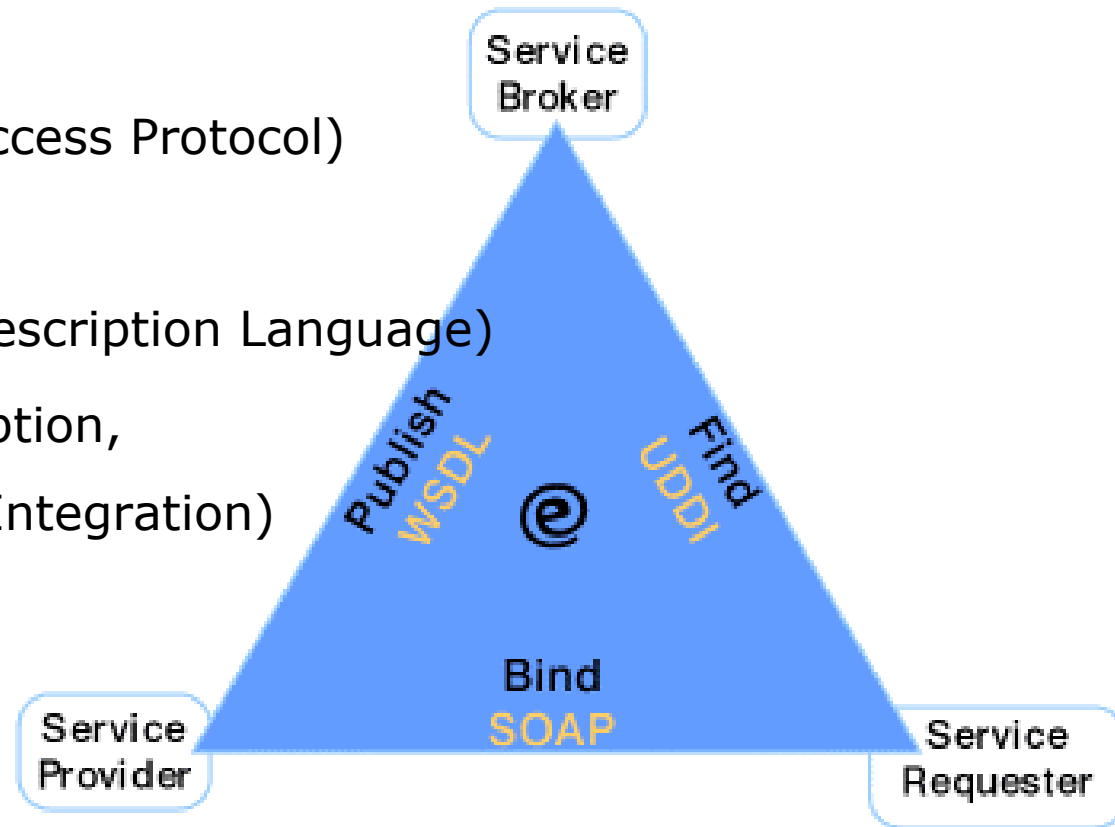 Service
Broker
ccess Protocol)
escription Language)
ption,
Integration)
Publish
WSDL
Find
UDDI
@
Bind
SOAP
Service
Provider
Service
Requester